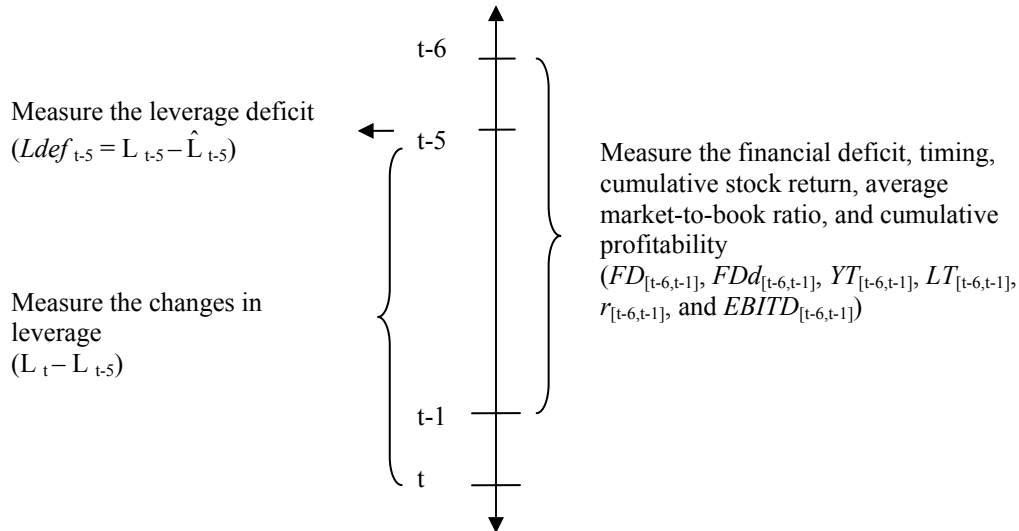 t-6
Measure the leverage deficit
(Ldef t-5 = L t-5 – L̂ t-5)
t-5
Measure the financial deficit, timing,
cumulative stock return, average
market-to-book ratio, and cumulative
profitability
(FD[t-6,t-1], FDd[t-6,t-1], YT[t-6,t-1], LT[t-6,t-1],
r[t-6,t-1], and EBITD[t-6,t-1])
Measure the changes in
leverage
(L t – L t-5)
t-1
t